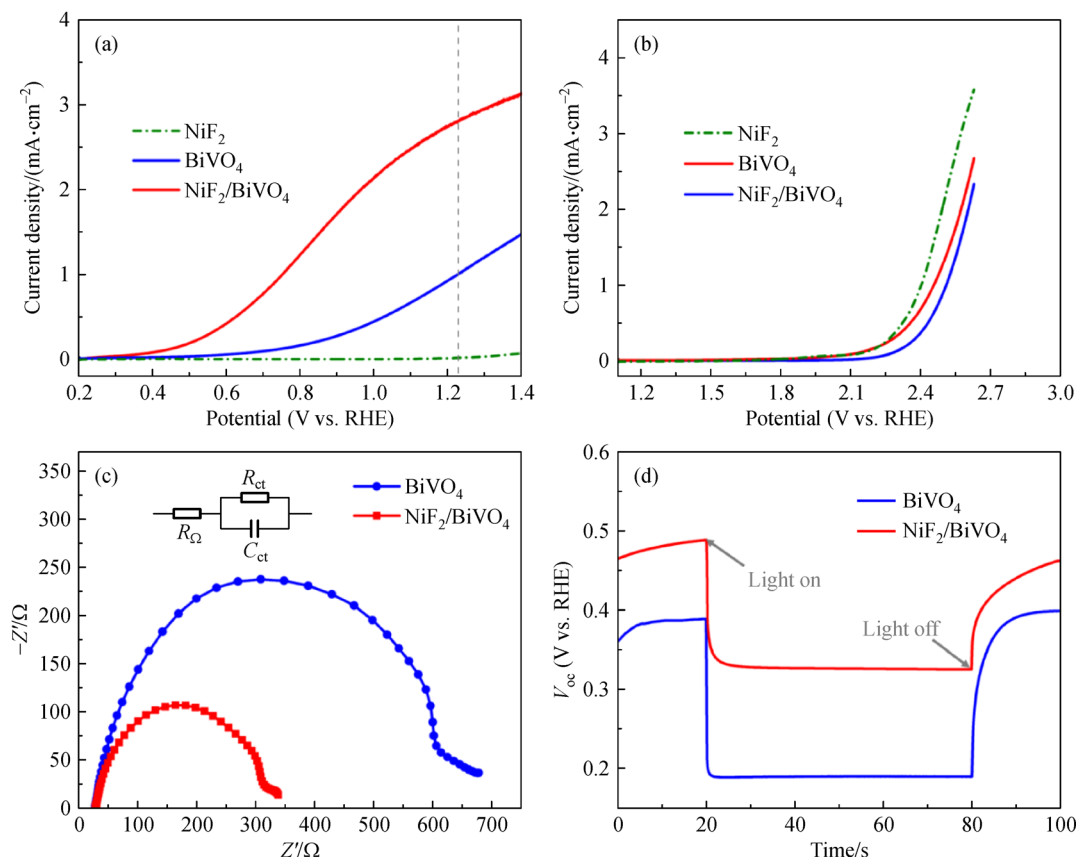 (a)
NiF₂
BiVO₄
NiF₂/BiVO₄
Current density/(mA·cm⁻²)
4
3
2
1
0
0.2 0.4 0.6 0.8 1.0 1.2 1.4
Potential (V vs. RHE)
(b)
NiF₂
BiVO₄
NiF₂/BiVO₄
Current density/(mA·cm⁻²)
4
3
2
1
0
1.2 1.5 1.8 2.1 2.4 2.7 3.0
Potential (V vs. RHE)
(c)
R_ct
R_Ω
C_ct
BiVO₄
NiF₂/BiVO₄
−Z′/Ω
350
300
250
200
150
100
50
0
0 100 200 300 400 500 600 700
Z′/Ω
(d)
BiVO₄
NiF₂/BiVO₄
Light on
Light off
V_oc (V vs. RHE)
0.6
0.5
0.4
0.3
0.2
0 20 40 60 80 100
Time/s